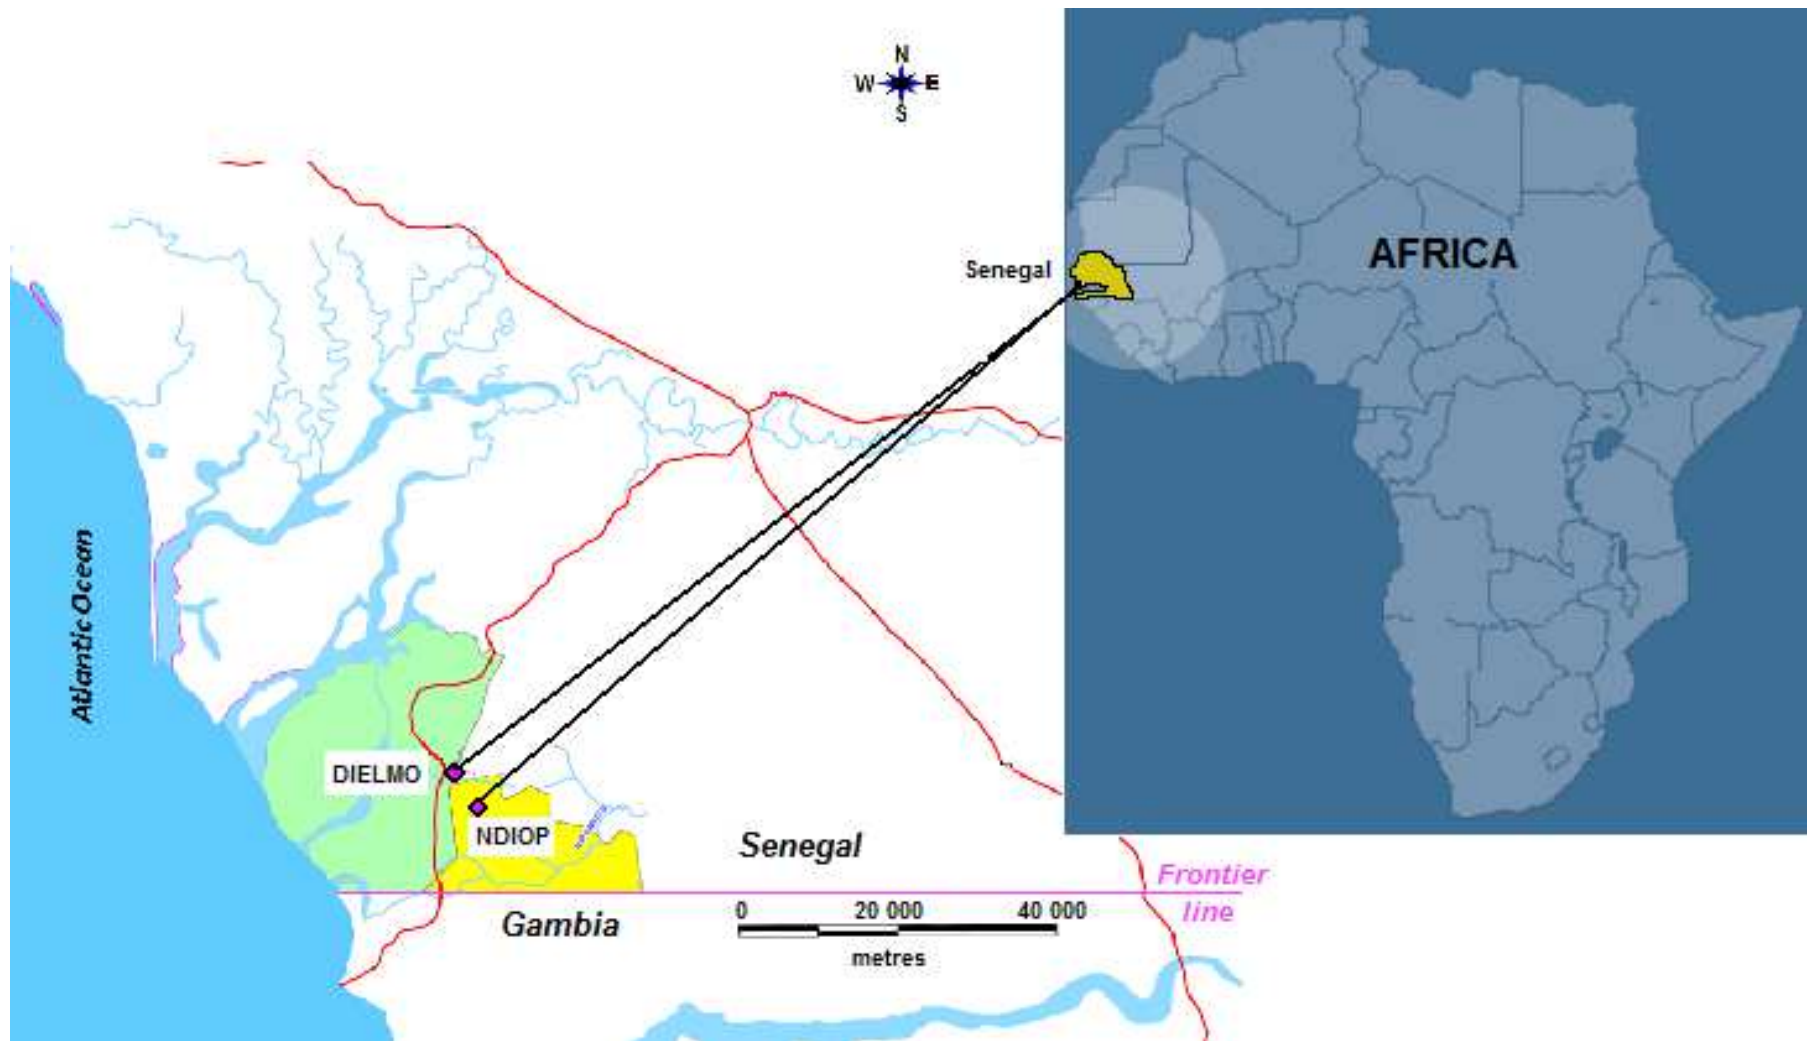 N
W E
S
AFRICA
Senegal
Atlantic Ocean
DIELMO
NDIOP
Senegal
Frontier
line
Gambia
0 20 000 40 000
metres